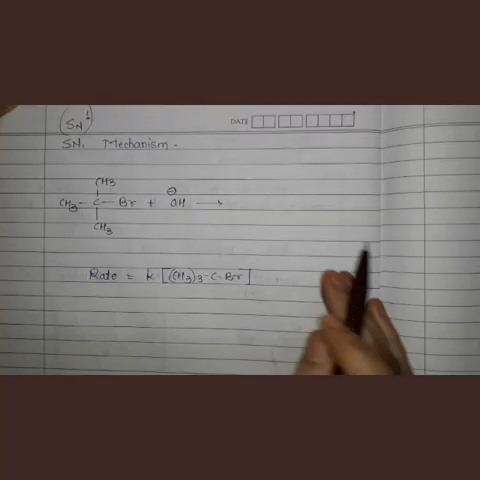 SN1
DATE
SN1 Mechanism -
CH3
CH3 - C - Br + OH⊖ →
CH3
Rate = k [(CH3)3-C-Br]